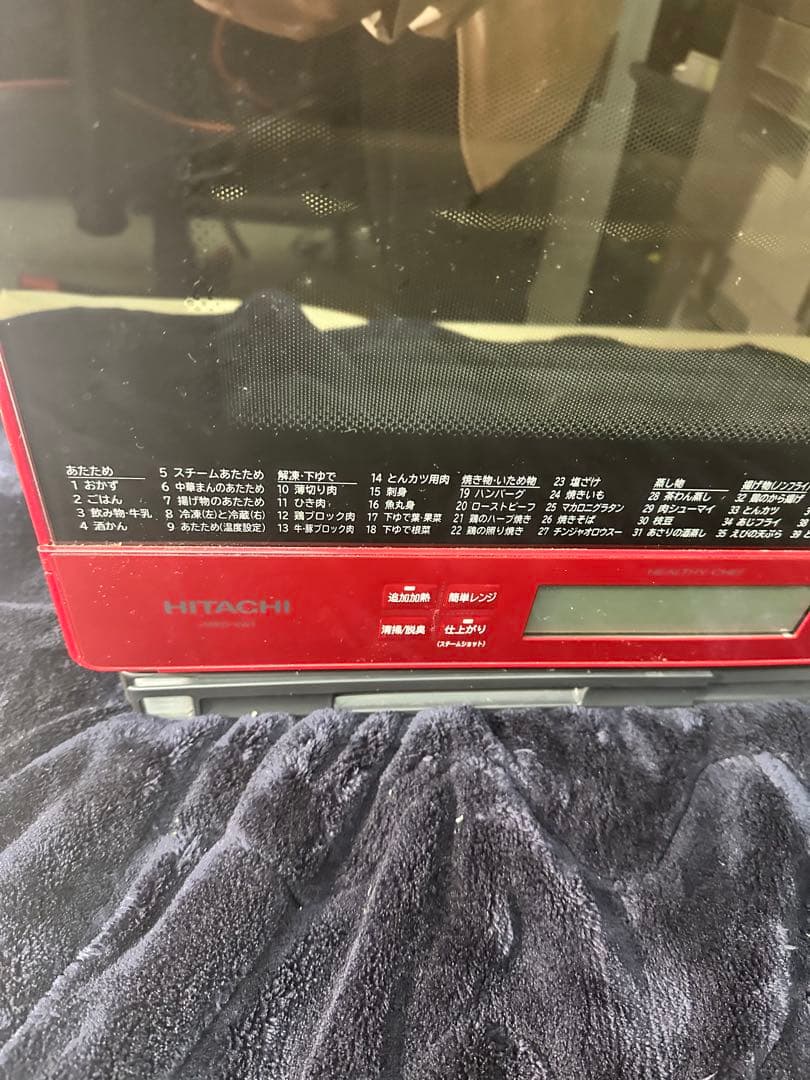 あたため
1 おかず
2 ごはん
3 飲み物・牛乳
4 酒かん
5 スチームあたため
6 中華まんのあたため
7 揚げ物のあたため
8 冷凍(左)と冷蔵(右)
9 あたため(温度設定)
解凍・下ゆで
10 薄切り肉
11 ひき肉
12 鶏ブロック肉
13 牛・豚ブロック肉
14 とんカツ用肉
15 刺身
16 魚丸身
17 下ゆで葉・果菜
18 下ゆで根菜
焼き物・いため物
19 ハンバーグ
20 ローストビーフ
21 鶏のハーブ焼き
22 鶏の照り焼き
23 塩ざけ
24 焼きいも
25 マカロニグラタン
26 焼きそば
27 チンジャオロウスー
蒸し物
28 茶わん蒸し
29 肉シューマイ
30 枝豆
31 あさりの酒蒸し
揚げ物(ノンフライ
32 鶏のから揚げ
33 とんカツ
34 あじフライ
35 えびの天ぷら
HEALTHY CHEF
HITACHI
追加加熱
簡単レンジ
清掃/脱臭
仕上がり
(スチームショット)